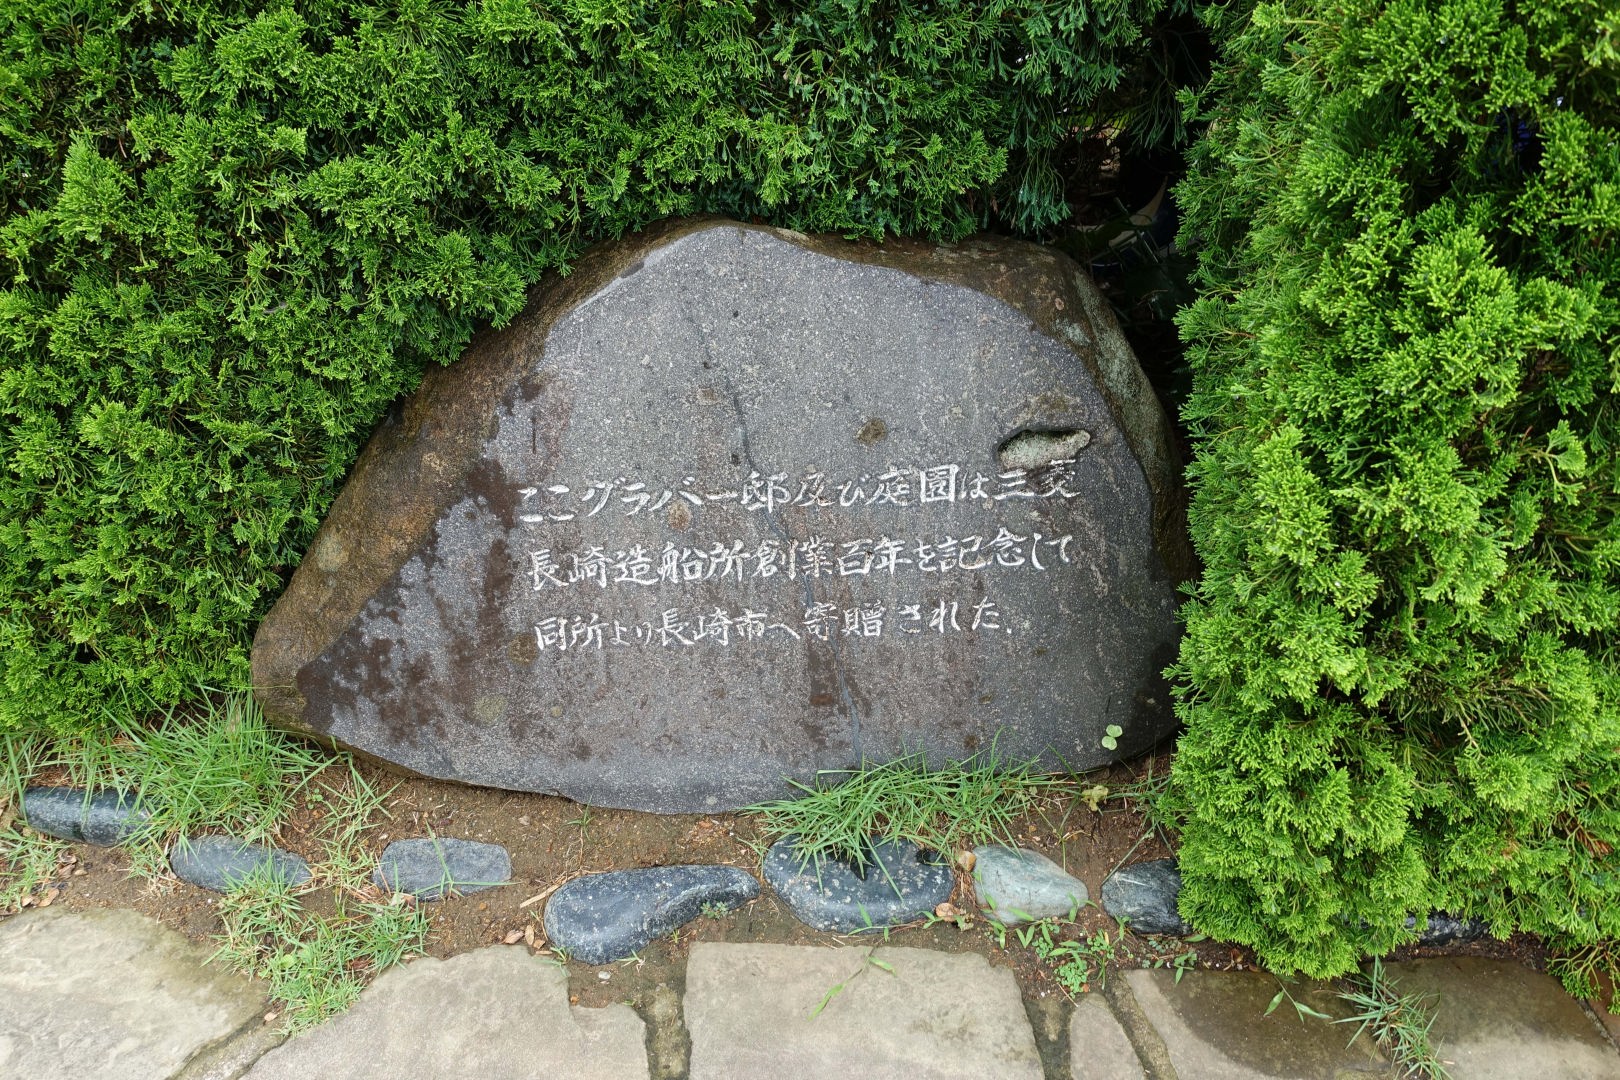 ここグラバー邸及び庭園は三菱
長崎造船所創業百年を記念して
同所より長崎市へ寄贈された.